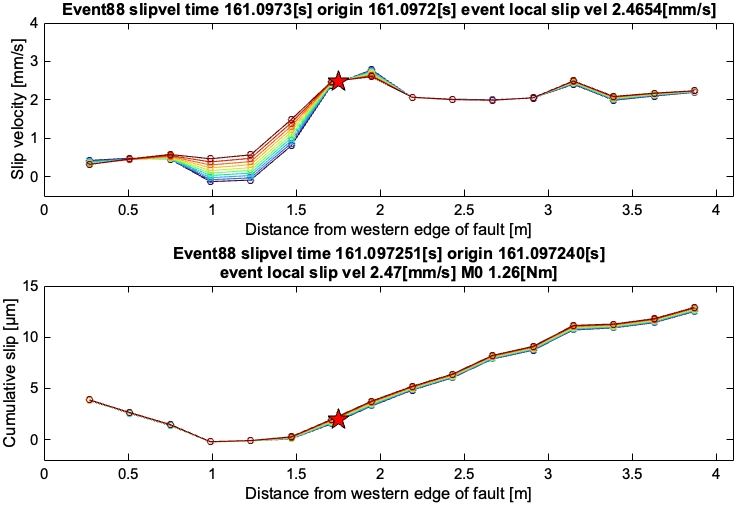 Event88 slipvel time 161.0973[s] origin 161.0972[s] event local slip vel 2.4654[mm/s]
4
3
2
1
0
Slip velocity [mm/s]
0 0.5 1 1.5 2 2.5 3 3.5 4
Distance from western edge of fault [m]
Event88 slipvel time 161.097251[s] origin 161.097240[s]
event local slip vel 2.47[mm/s] M0 1.26[Nm]
15
10
5
0
Cumulative slip [μm]
0 0.5 1 1.5 2 2.5 3 3.5 4
Distance from western edge of fault [m]